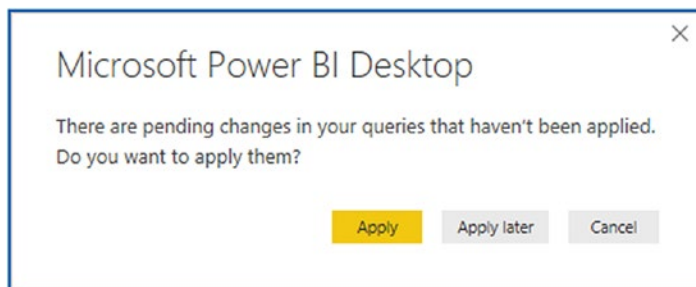 Microsoft Power BI Desktop
There are pending changes in your queries that haven't been applied.
Do you want to apply them?
Apply Apply later Cancel